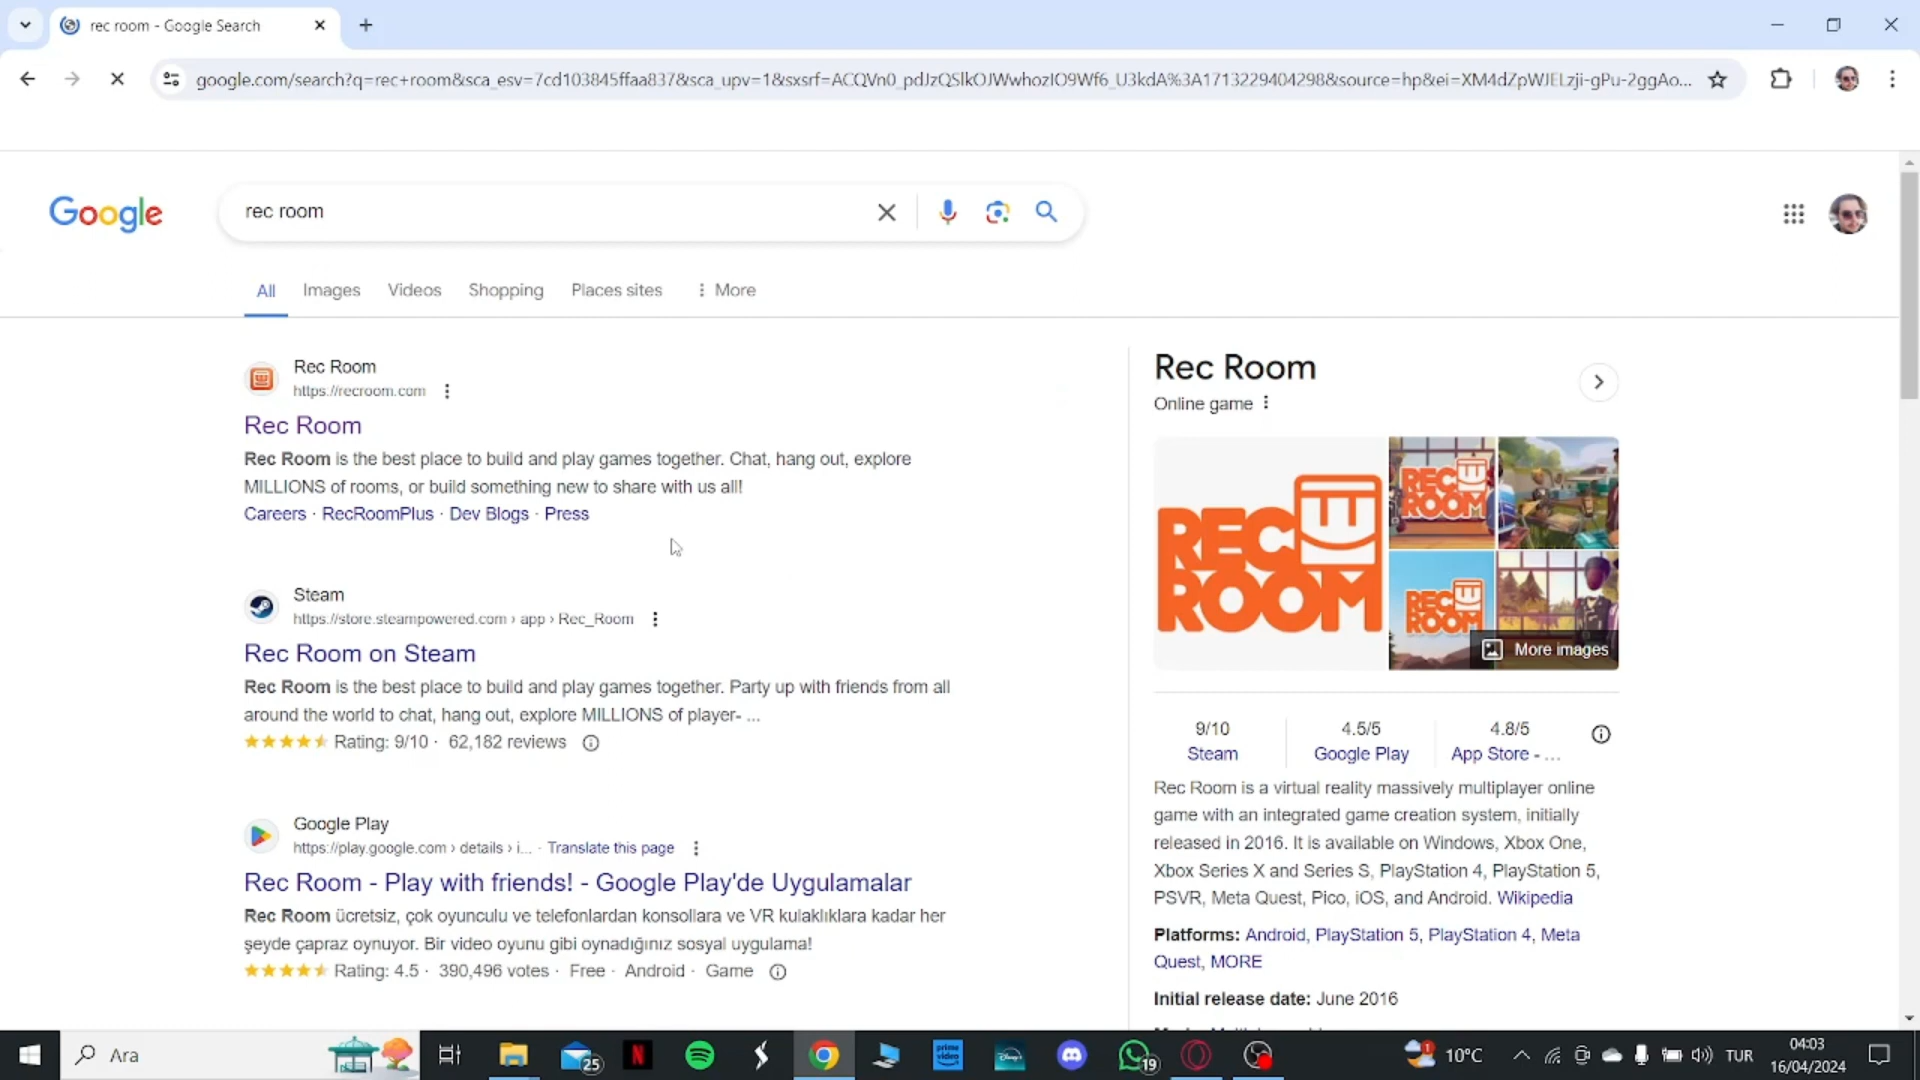 rec room - Google Search
google.com/search?q=rec+room&sca_esv=7cd103845ffaa837&sca_upv=1&sxsrf=ACQVn0_pdJzQSlkOJWwhozIO9Wf6_U3kdA%3A1713229404298&source=hp&ei=XM4dZpWJELzji-gPu-2ggAo...
Google
rec room
All
Images
Videos
Shopping
Places sites
More
Rec Room
https://recroom.com
Rec Room
Rec Room is the best place to build and play games together. Chat, hang out, explore
MILLIONS of rooms, or build something new to share with us all!
Careers · RecRoomPlus · Dev Blogs · Press
Steam
https://store.steampowered.com › app › Rec_Room
Rec Room on Steam
Rec Room is the best place to build and play games together. Party up with friends from all
around the world to chat, hang out, explore MILLIONS of player- ...
Rating: 9/10 · 62,182 reviews
Google Play
https://play.google.com › details › i... · Translate this page
Rec Room - Play with friends! - Google Play'de Uygulamalar
Rec Room ücretsiz, çok oyunculu ve telefonlardan konsollara ve VR kulaklıklara kadar her
şeyde çapraz oynuyor. Bir video oyunu gibi oynadığınız sosyal uygulama!
Rating: 4.5 · 390,496 votes · Free · Android · Game
Rec Room
Online game
REC
ROOM
REC
ROOM
REC
ROOM
More images
9/10
Steam
4.5/5
Google Play
4.8/5
App Store - ...
Rec Room is a virtual reality massively multiplayer online
game with an integrated game creation system, initially
released in 2016. It is available on Windows, Xbox One,
Xbox Series X and Series S, PlayStation 4, PlayStation 5,
PSVR, Meta Quest, Pico, iOS, and Android. Wikipedia
Platforms: Android, PlayStation 5, PlayStation 4, Meta
Quest, MORE
Initial release date: June 2016
Ara
25
N
prime video
Disney+
19
1
10°C
TUR
04:03
16/04/2024